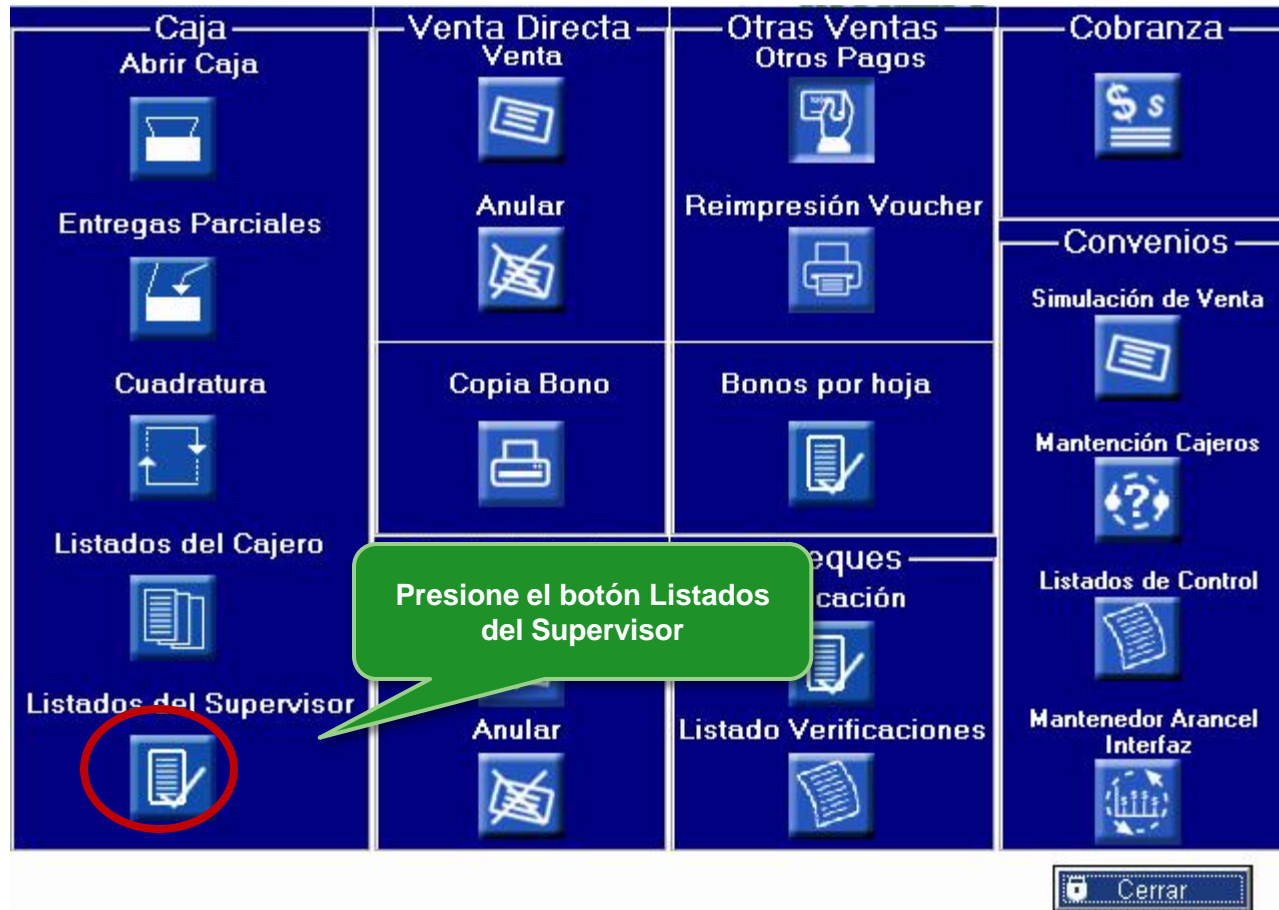 Caja
Abrir Caja
Entregas Parciales
Cuadratura
Listados del Cajero
Listados del Supervisor
Venta Directa
Venta
Anular
Copia Bono
Anular
Otras Ventas
Otros Pagos
Reimpresión Voucher
Bonos por hoja
eques
cación
Listado Verificaciones
Cobranza
$ s
Convenios
Simulación de Venta
Mantención Cajeros
?
Listados de Control
Mantenedor Arancel
Interfaz
Presione el botón Listados
del Supervisor
Cerrar